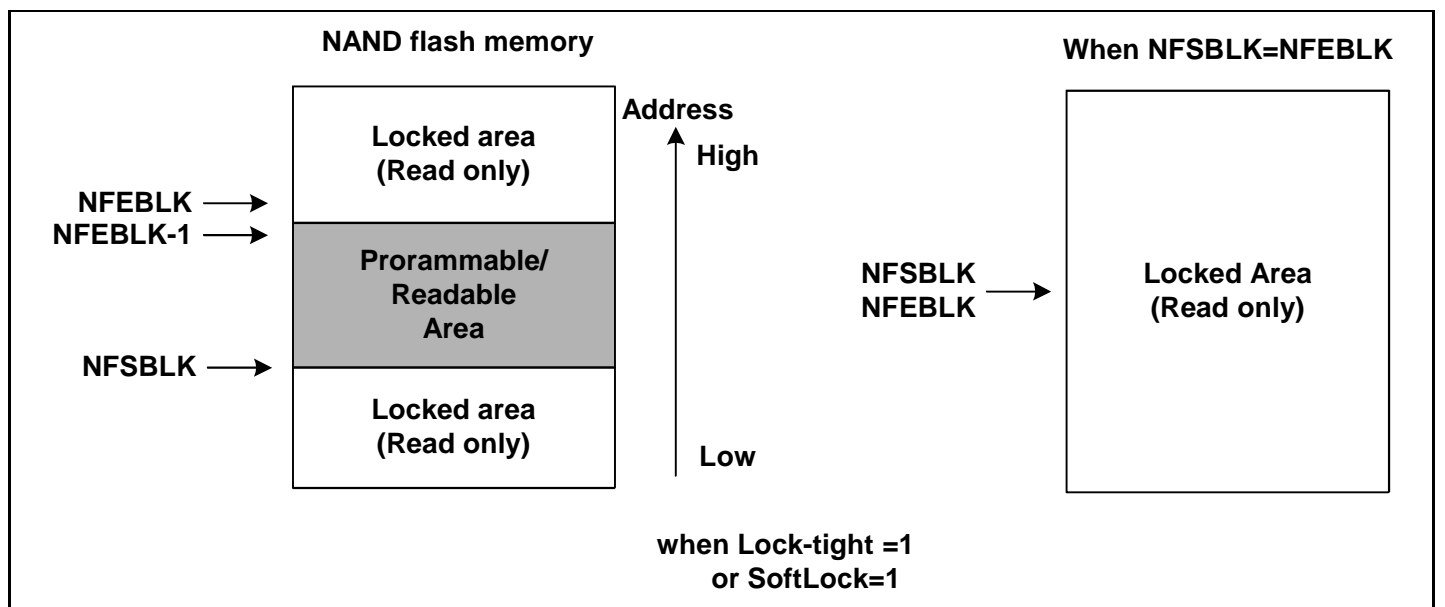 NAND flash memory
Locked area
(Read only)
Address
High
NFEBLK
NFEBLK-1
Prorammable/
Readable
Area
NFSBLK
Locked area
(Read only)
Low
when Lock-tight =1
or SoftLock=1
When NFSBLK=NFEBLK
NFSBLK
NFEBLK
Locked Area
(Read only)